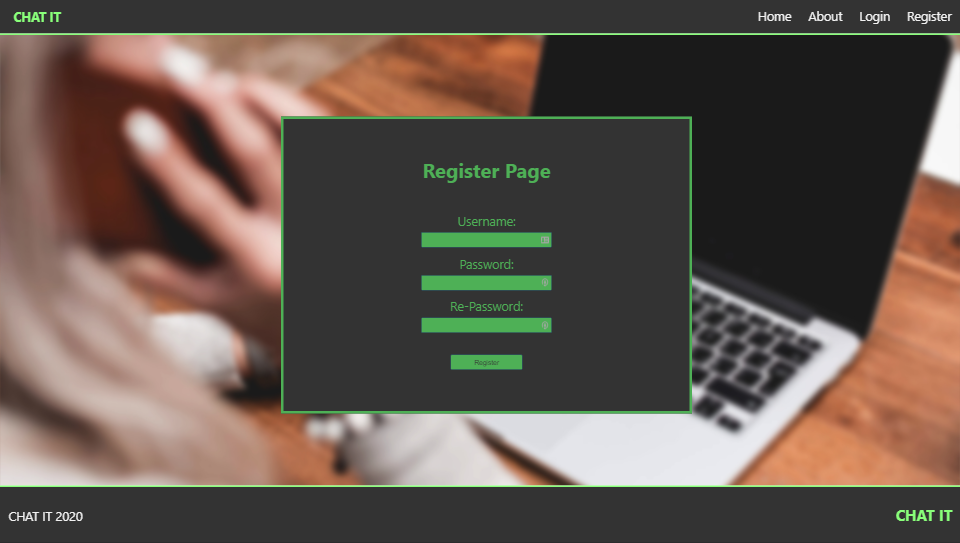 CHAT IT
Home About Login Register
Register Page
Username:
Password:
Re-Password:
Register
CHAT IT 2020
CHAT IT